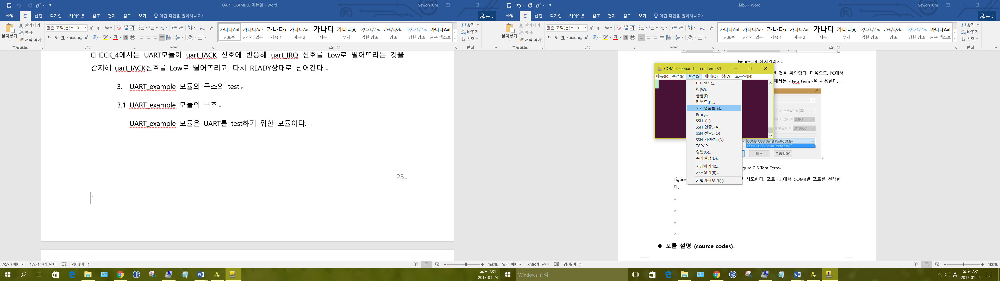 UART EXAMPLE 메뉴얼 - Word
Sewon Kim
파일 홈 삽입 디자인 레이아웃 참조 편지 검토 보기 어떤 작업을 원하시나요? 공유
붙여넣기
잘라내기
복사
서식 복사
클립보드
맑은 고딕(본문 10
글꼴
단락
가나다AaI 가나다AaI 가나다A 가나다AaI 가나다 가나다A 가나다AaI 가나다AaI 가나다AaI 가나다AaI
표준 간격 없음 제목 1 제목 2 제목 부제 약한 강조 강조 강한 강조 굵은 텍스트
스타일
찾기
바꾸기
선택
편집
CHECK_4에서는 UART모듈이 uart_IACK 신호에 반응해 uart_IRQ 신호를 Low로 떨어뜨리는 것을
감지해 uart_IACK신호를 Low로 떨어뜨리고, 다시 READY상태로 넘어간다.
3. UART_example 모듈의 구조와 test
3.1 UART_example 모듈의 구조
UART_example 모듈은 UART를 test하기 위한 모듈이다.
23
23/30 페이지 17/2149개 단어 영어(미국) 160%
오후 7:31
2017-01-24
lab8 - Word
Sewon Kim
파일 홈 삽입 디자인 레이아웃 참조 편지 검토 보기 어떤 작업을 원하시나요? 공유
붙여넣기
잘라내기
복사
서식 복사
클립보드
맑은 고딕(본문 10
글꼴
단락
가나다AaI 가나다AaI 가나다A 가나다AaI 가나다 가나다A 가나다AaI 가나다AaI 가나다AaI 가나다AaI
표준 간격 없음 제목 1 제목 2 제목 부제 약한 강조 강조 강한 강조 굵은 텍스트
스타일
찾기
바꾸기
선택
편집
Figure 2.4 장치관리자
것을 확인했다. 다음으로, PC에서
에서는 <tera term>을 사용한다.
COM9:9600baud - Tera Term VT
메뉴(F) 수정(E) 설정(S) 제어(O) 창(W) 도움말(H)
터미널(T)...
창(W)...
글꼴(F)...
키보드(K)...
시리얼포트(E)...
Proxy...
SSH...(H)
SSH 인증...(A)
SSH 전달...(O)
SSH 키생성...(N)
TCP/IP...
일반(G)...
추가설정(D)...
저장하기(S)...
가져오기(R)...
키맵가져오기(L)...
TCP 포트#(P): 22
SSH 버전(V): SSH2
로토콜(C): UNSPEC
COM9: USB Serial Port(COM9)
COM9: USB Serial Port(COM9)
취소 도움말(H)
igure 2.5 Tera Term
Figure 시도한다. 포트 list에서 COM9번 포트를 선택한
다.
● 모듈 설명 (source codes)
5/24 페이지 3563개 단어 영어(미국) 100%
Windows 검색
A
오후 7:31
2017-01-24